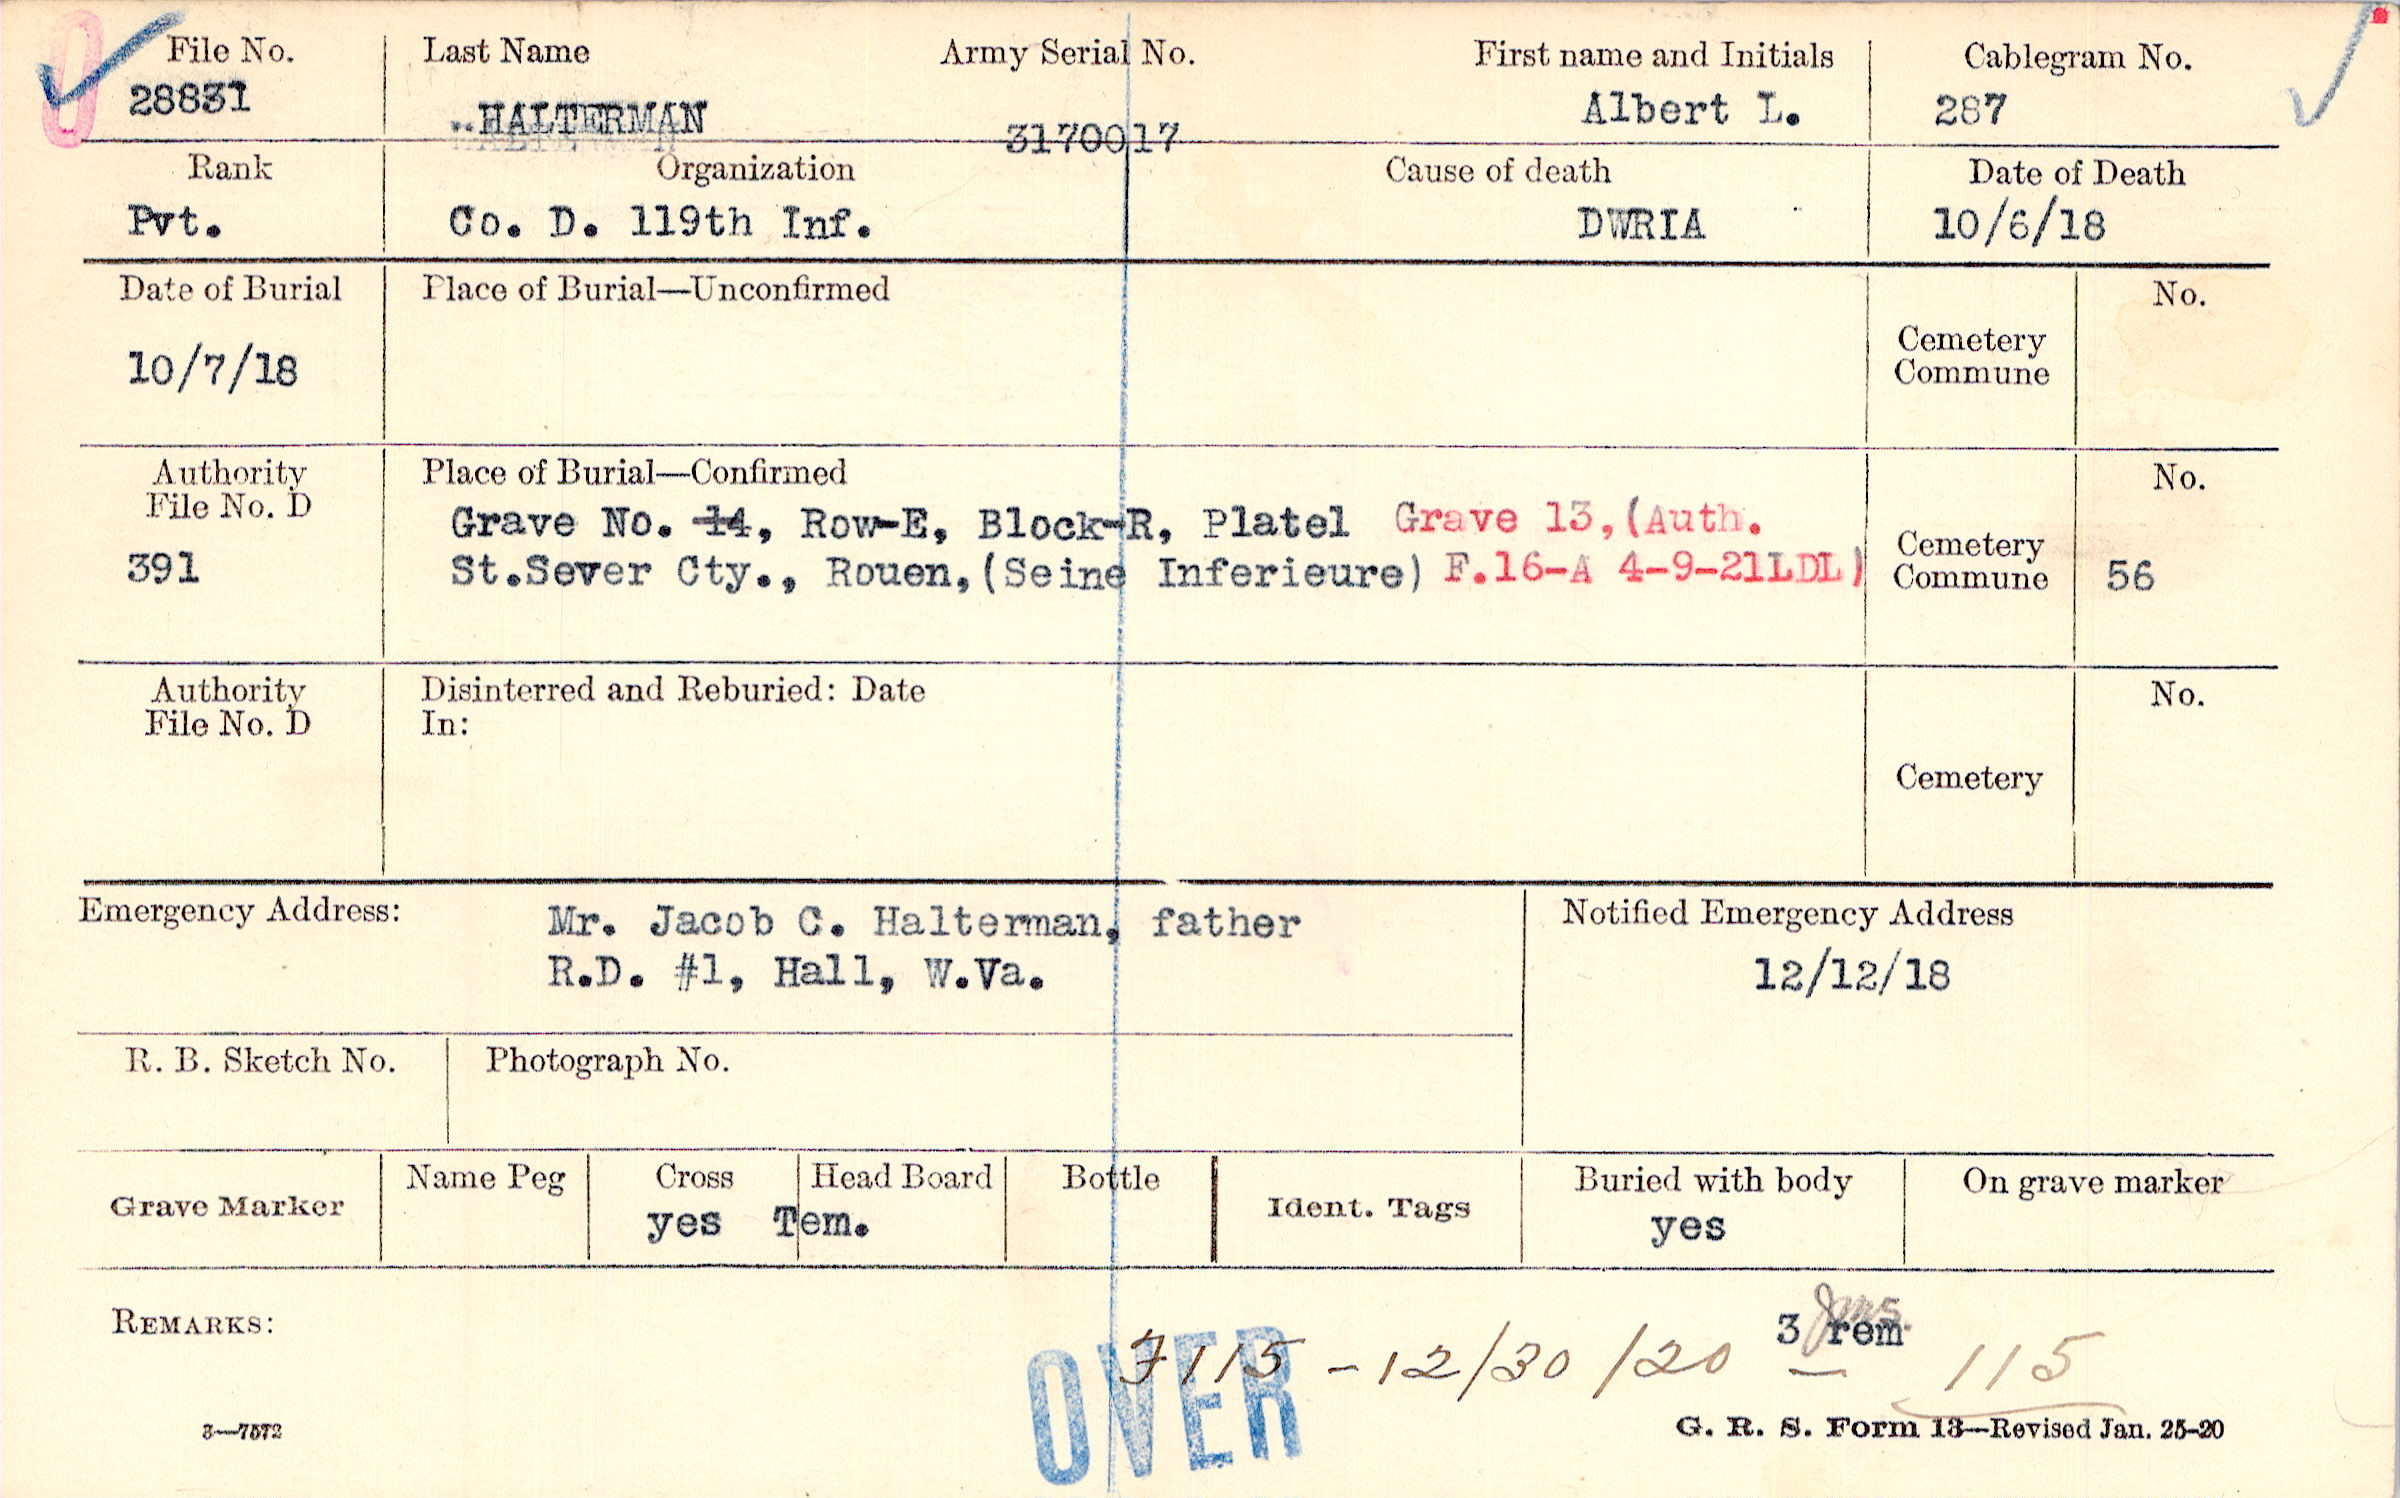 File No. Last Name Army Serial No. First name and Initials Cablegram No.
28831 HALTERMAN 3170017 Albert L. 287
Rank Organization Cause of death Date of Death
Pvt. Co. D. 119th Inf. DWRIA 10/6/18
Date of Burial Place of Burial—Unconfirmed No.
10/7/18 Cemetery
Commune
Authority Place of Burial—Confirmed No.
File No. D Grave No. 14, Row-E, Block-R, Platel Grave 13,(Auth.
391 St.Sever Cty., Rouen,(Seine Inferieure) F.16-A 4-9-21LDL) Cemetery
Commune 56
Authority Disinterred and Reburied: Date No.
File No. D In:
Cemetery
Emergency Address: Mr. Jacob C. Halterman, father Notified Emergency Address
R.D. #1, Hall, W.Va. 12/12/18
R. B. Sketch No. Photograph No.
Grave Marker Name Peg Cross Head Board Bottle Ident. Tags Buried with body On grave marker
yes Tem. yes
REMARKS: 3 rem
OVER 7115 - 12/30/20 — 115
3—7572 G. R. S. Form 13—Revised Jan. 25-20